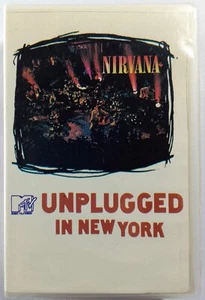 NIRVANA
MTV
UNPLUGGED
IN NEW YORK